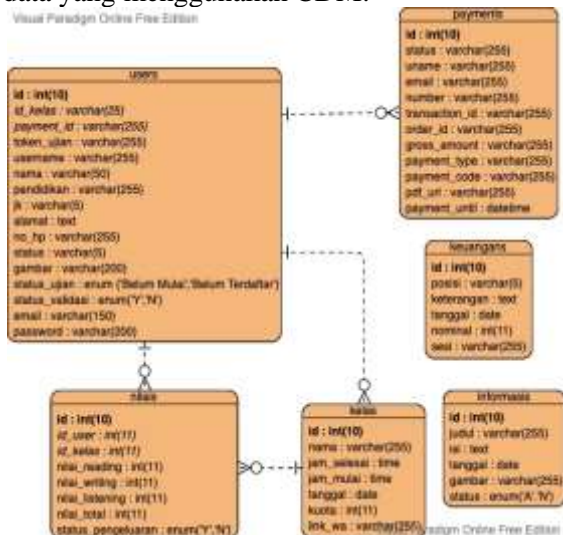 data yang menggunakan CDM.
Visual Paradigm Online Free Edition
payments
id : int(10)
status : varchar(255)
uname : varchar(255)
email : varchar(255)
number : varchar(255)
transaction_id : varchar(255)
order_id : varchar(255)
gross_amount : varchar(255)
payment_type : varchar(255)
payment_code : varchar(255)
pdf_url : varchar(255)
payment_until : datetime
users
id : int(10)
id_kelas : varchar(25)
payment_id : varchar(255)
token_ujian : varchar(255)
username : varchar(255)
nama : varchar(50)
pendidikan : varchar(255)
jk : varchar(5)
alamat : text
no_hp : varchar(255)
status : varchar(5)
gambar : varchar(200)
status_ujian : enum ('Belum Mulai','Belum Terdaftar')
status_validasi : enum('Y','N')
email : varchar(150)
password : varchar(200)
keuangans
id : int(10)
posisi : varchar(5)
keterangan : text
tanggal : date
nominal : int(11)
sesi : varchar(255)
nilais
id : int(10)
id_user : int(11)
id_kelas : int(11)
nilai_reading : int(11)
nilai_writing : int(11)
nilai_listening : int(11)
nilai_total : int(11)
status_pengeluaran : enum('Y','N')
kelas
id : int(10)
nama : varchar(255)
jam_selesai : time
jam_mulai : time
tanggal : date
kuota : int(11)
link_wa : varchar(255)
informasis
id : int(10)
judul : varchar(255)
isi : text
tanggal : date
gambar : varchar(255)
status : enum('A','N')
Paradigm Online Free Edition